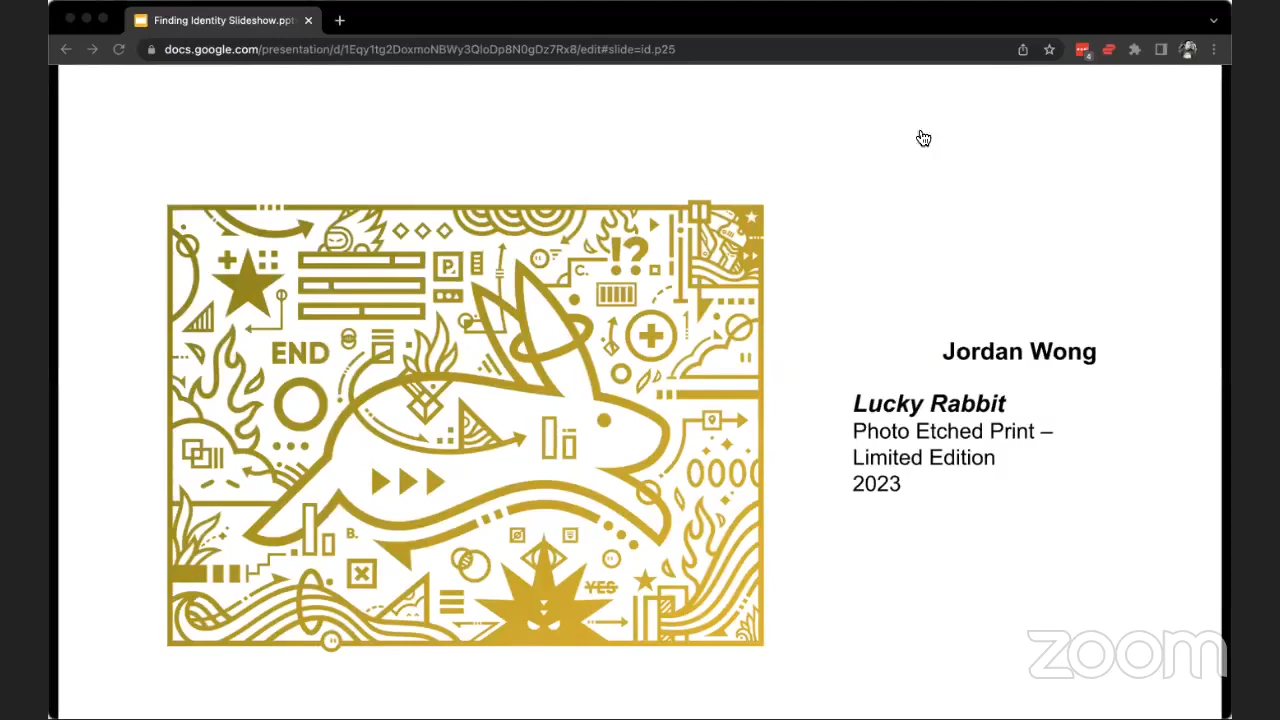 Finding Identity Slideshow.ppt
docs.google.com/presentation/d/1Eqy1tg2DoxmoNBWy3QloDp8N0gDz7Rx8/edit#slide=id.p25
4
!?
P.
C.
END
Jordan Wong
Lucky Rabbit
Photo Etched Print –
Limited Edition
2023
B.
YES
zoom